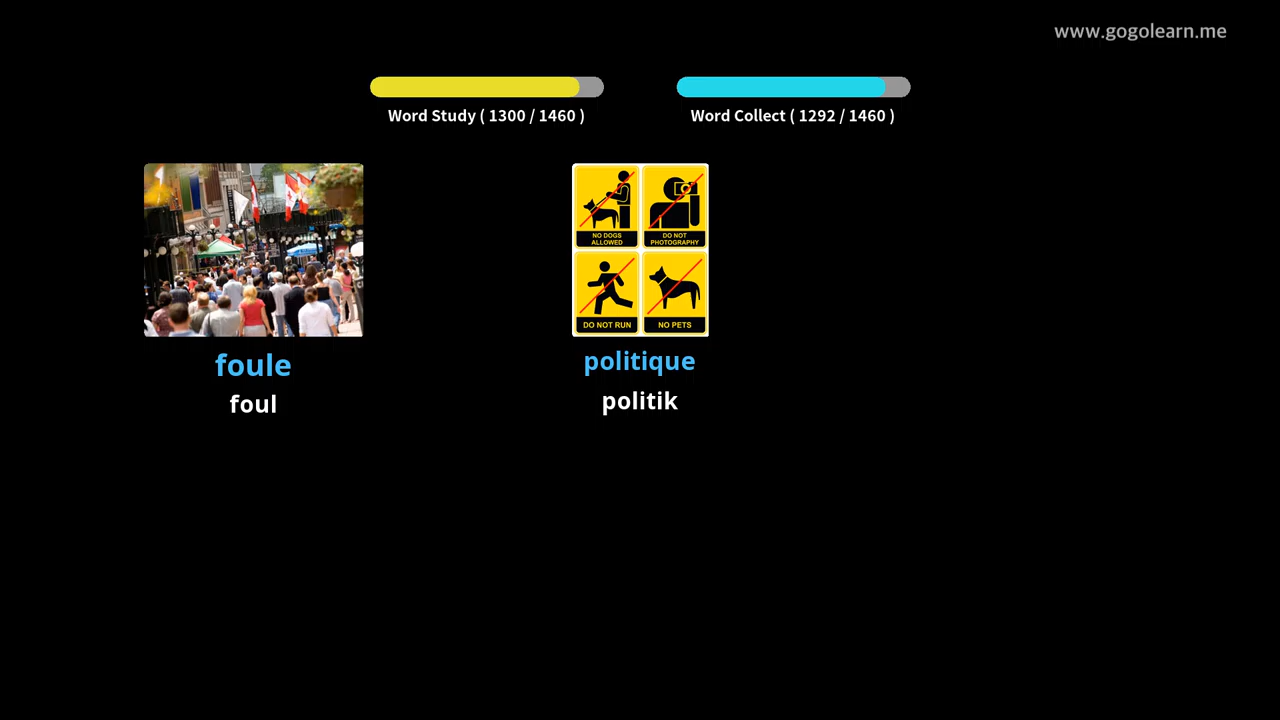 www.gogolearn.me
Word Study ( 1300 / 1460 )
Word Collect ( 1292 / 1460 )
NO DOGS
ALLOWED
DO NOT
PHOTOGRAPHY
DO NOT RUN
NO PETS
foule
foul
politique
politik